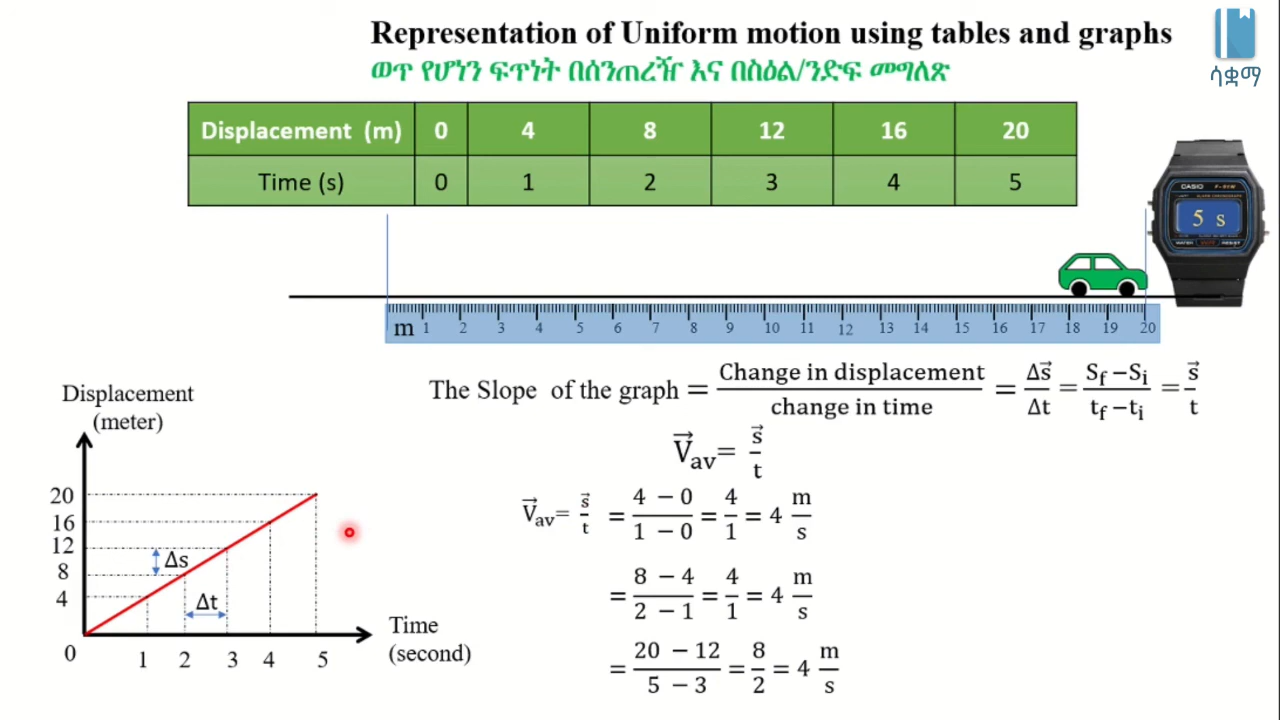 Representation of Uniform motion using tables and graphs
ወጥ የሆነን ፍጥነት በሰንጠረዥ እና በስዕል/ንድፍ መግለጽ
ሳቋማ
Displacement (m) 0 4 8 12 16 20
Time (s) 0 1 2 3 4 5
CASIO F-91W
5 s
WATER RESIST
m 1 2 3 4 5 6 7 8 9 10 11 12 13 14 15 16 17 18 19 20
The Slope of the graph = Change in displacement / change in time = Δs⃗ / Δt = Sf − Si / tf − ti = s⃗ / t
V⃗av = s⃗ / t
V⃗av = s⃗ / t = 4 − 0 / 1 − 0 = 4 / 1 = 4 m / s
= 8 − 4 / 2 − 1 = 4 / 1 = 4 m / s
= 20 − 12 / 5 − 3 = 8 / 2 = 4 m / s
Displacement
(meter)
20
16
12
8
4
0
Δs
Δt
1 2 3 4 5
Time
(second)